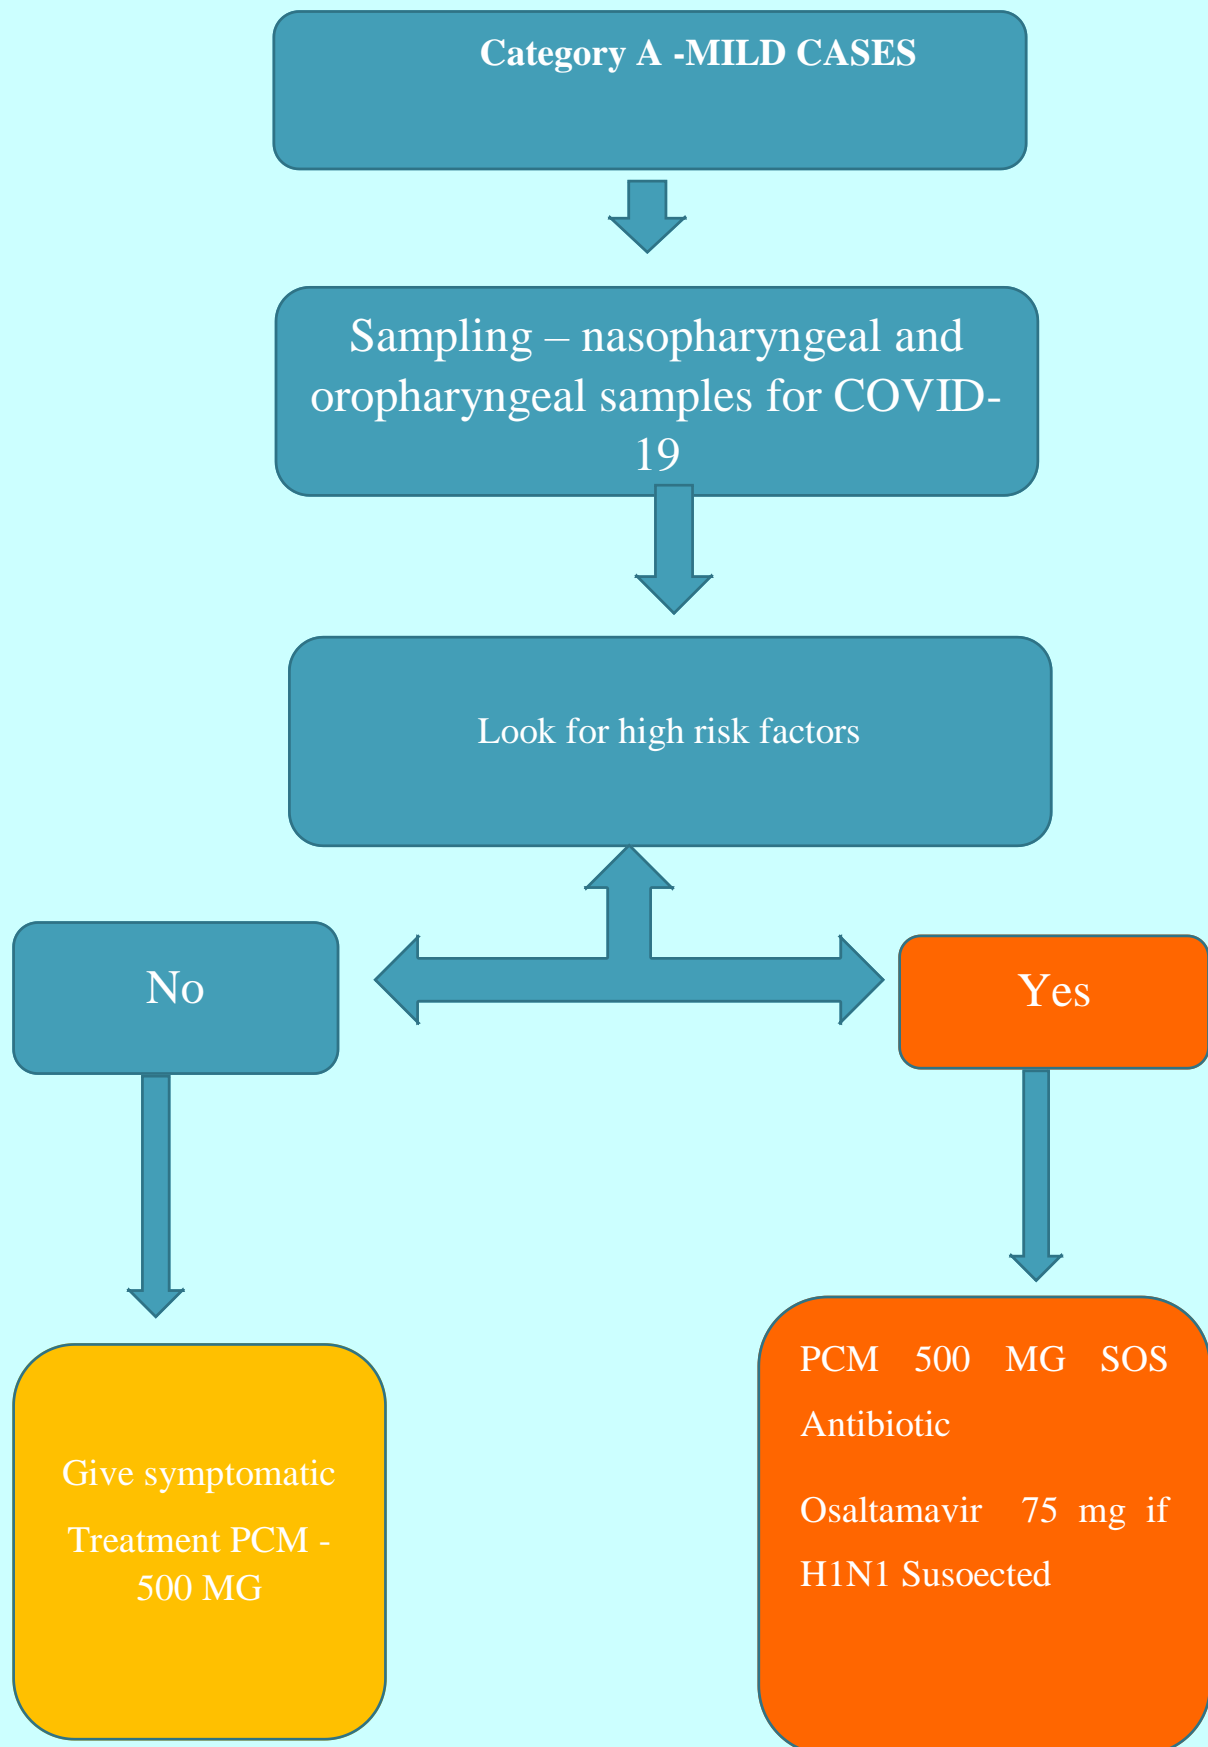 Category A -MILD CASES
Sampling – nasopharyngeal and
oropharyngeal samples for COVID-
19
Look for high risk factors
No
Yes
Give symptomatic
Treatment PCM -
500 MG
PCM 500 MG SOS
Antibiotic
Osaltamavir 75 mg if
H1N1 Susoected